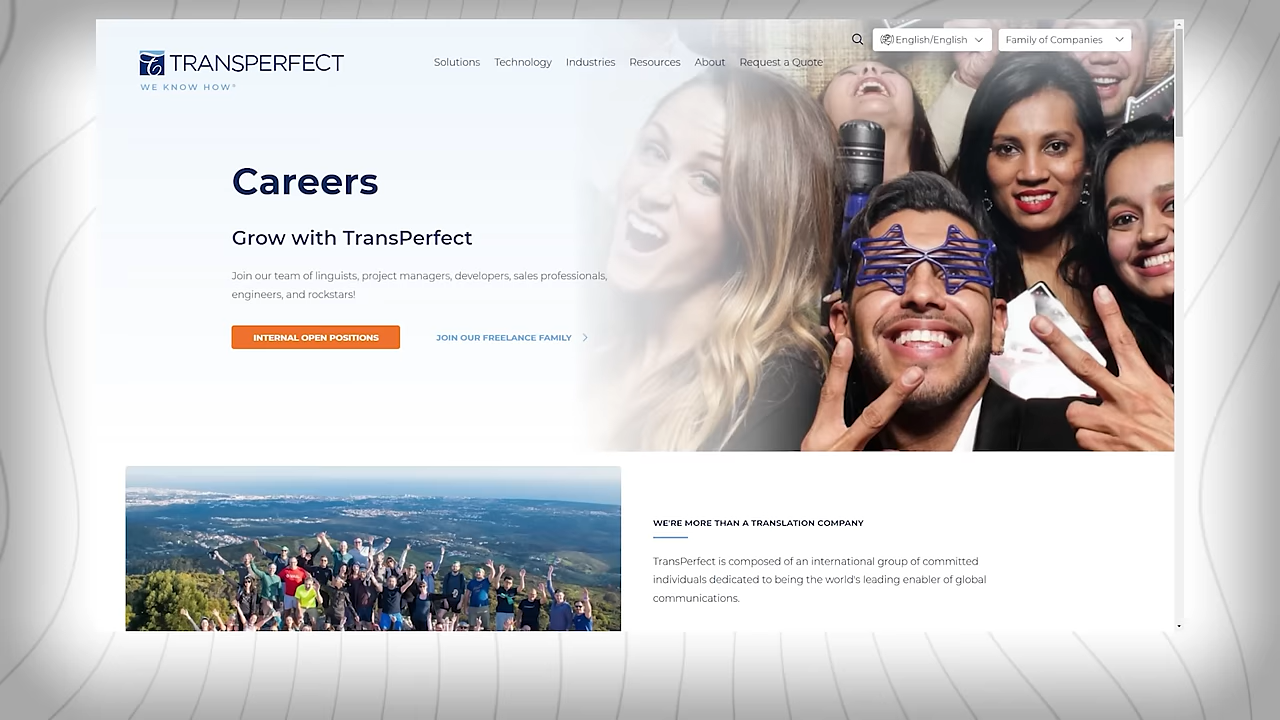 English/English
Family of Companies
TRANSPERFECT
WE KNOW HOW®
Solutions
Technology
Industries
Resources
About
Request a Quote
Careers
Grow with TransPerfect
Join our team of linguists, project managers, developers, sales professionals,
engineers, and rockstars!
INTERNAL OPEN POSITIONS
JOIN OUR FREELANCE FAMILY
WE'RE MORE THAN A TRANSLATION COMPANY
TransPerfect is composed of an international group of committed
individuals dedicated to being the world's leading enabler of global
communications.